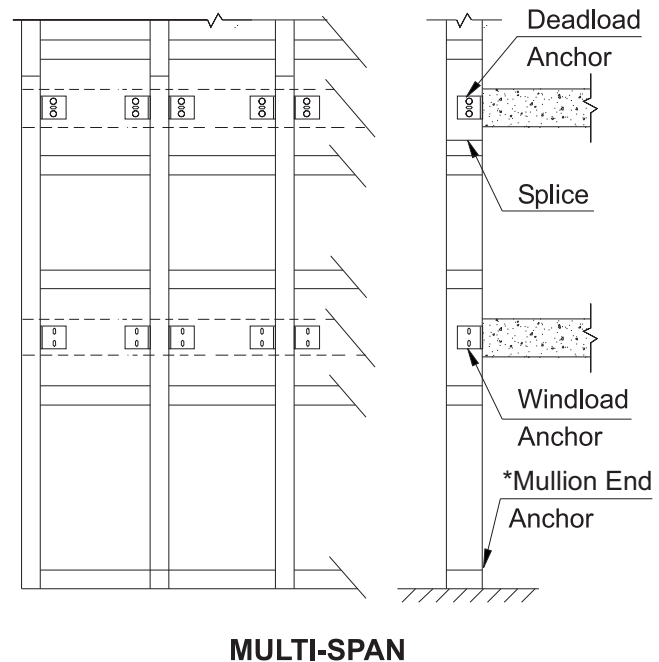 Deadload
Anchor
Splice
Windload
Anchor
*Mullion End
Anchor
MULTI-SPAN